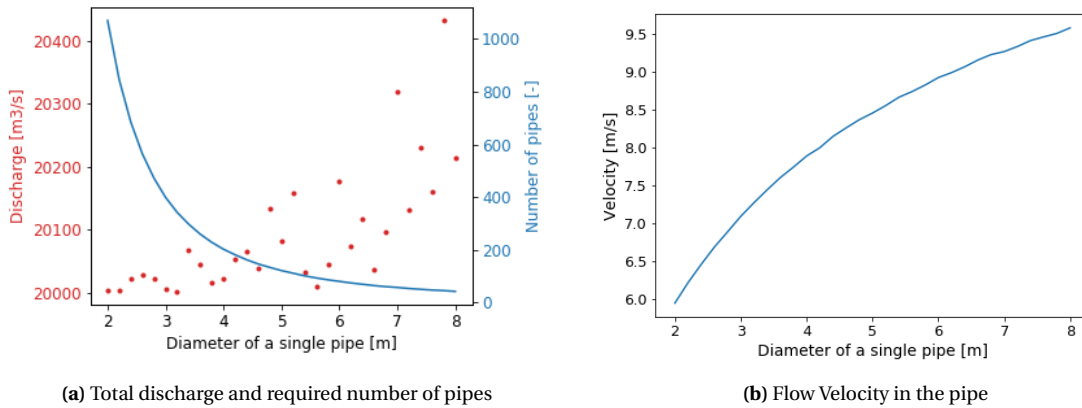 20400
20300
20200
20100
20000
Discharge [m3/s]
1000
800
600
400
200
0
Number of pipes [-]
2 3 4 5 6 7 8
Diameter of a single pipe [m]
(a) Total discharge and required number of pipes
9.5
9.0
8.5
8.0
7.5
7.0
6.5
6.0
Velocity [m/s]
2 3 4 5 6 7 8
Diameter of a single pipe [m]
(b) Flow Velocity in the pipe